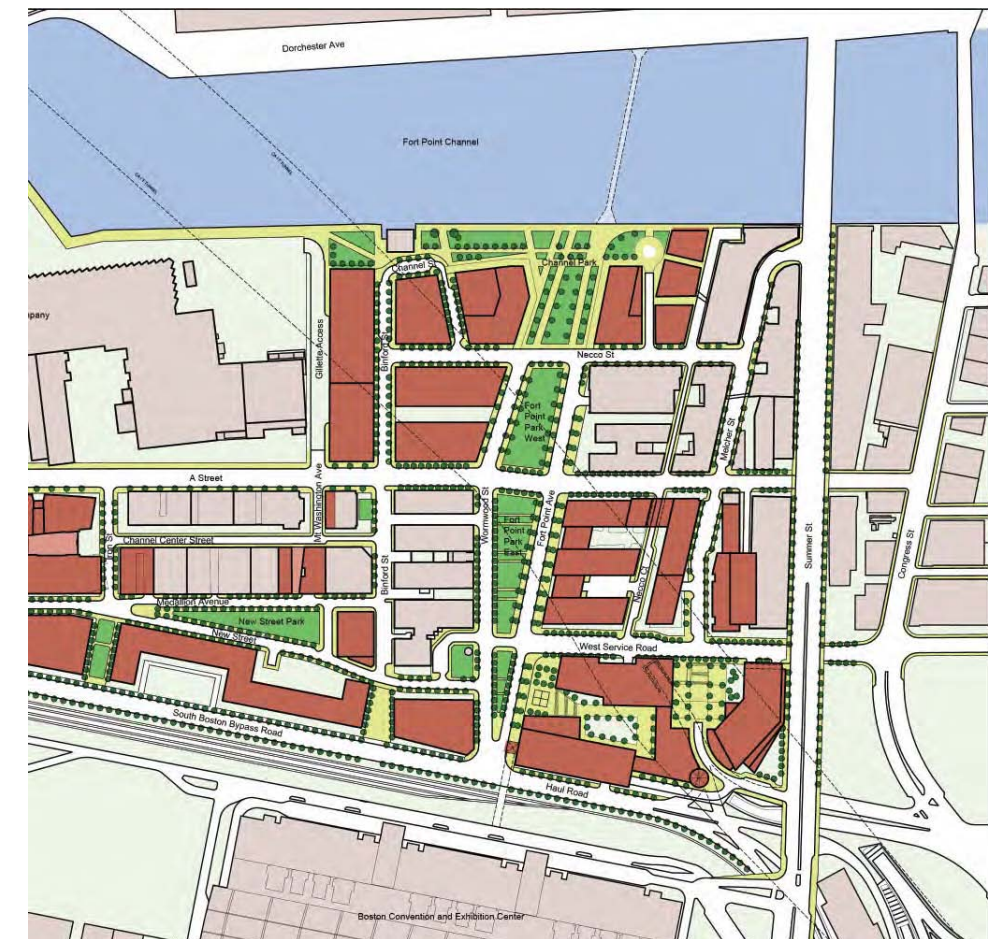 Dorchester Ave
Fort Point Channel
Channel St
Channel Park
mpany
Gillette Access
Binford St
Necco St
Fort
Point
Park
West
Melcher St
A Street
Mt Washington Ave
Wormwood St
Fort
Point
Park
East
Fort Point Ave
Summer St
Congress St
Iron St
Channel Center Street
Binford St
Necco Ct
Medallion Avenue
New Street Park
New Street
West Service Road
South Boston Bypass Road
Haul Road
Boston Convention and Exhibition Center